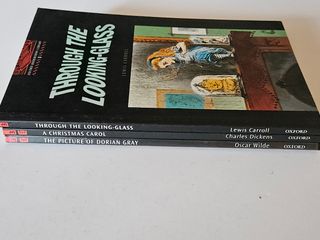 THROUGH THE
LOOKING-GLASS
LEWIS CARROLL
THROUGH THE LOOKING-GLASS Lewis Carroll OXFORD
A CHRISTMAS CAROL Charles Dickens OXFORD
THE PICTURE OF DORIAN GRAY Oscar Wilde OXFORD